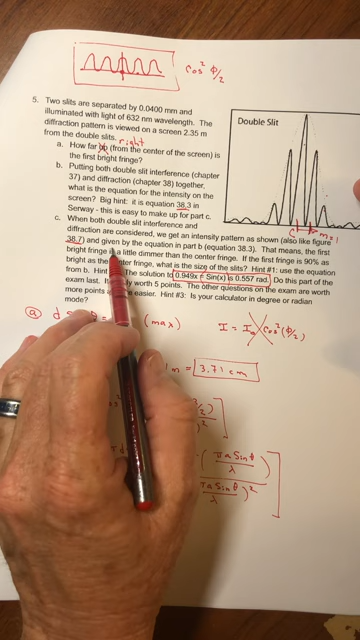 cos² Φ/2
5. Two slits are separated by 0.0400 mm and
illuminated with light of 632 nm wavelength. The
diffraction pattern is viewed on a screen 2.35 m
from the double slits.
right
a. How far up (from the center of the screen) is
the first bright fringe?
b. Putting both double slit interference (chapter
37) and diffraction (chapter 38) together,
what is the equation for the intensity on the
screen? Big hint: it is equation 38.3 in
Serway - this is easy to make up for part c.
c. When both double slit interference and
diffraction are considered, we get an intensity pattern as shown (also like figure
38.7) and given by the equation in part b (equation 38.3). That means, the first
bright fringe is a little dimmer than the center fringe. If the first fringe is 90% as
bright as the center fringe, what is the size of the slits? Hint #1: use the equation
from b. Hint The solution to 0.949x = Sin(x) is 0.557 rad. Do this part of the
exam last. It only worth 5 points. The other questions on the exam are worth
more points easier. Hint #3: Is your calculator in degree or radian
mode?
Double Slit
C m=1
a d (max)
I = I cos²(Φ/2)
m = 3.71 cm
πa Sinθ
λ
πa Sinθ
λ
2